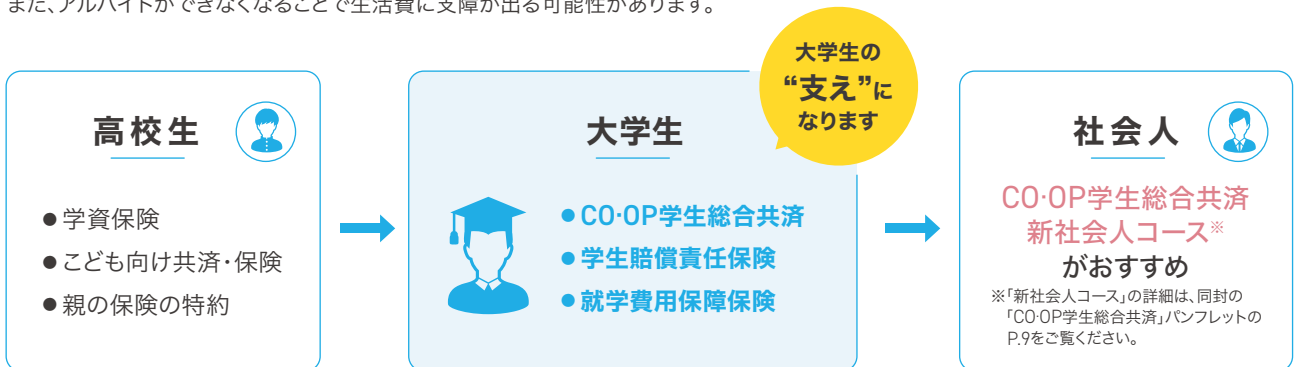 また、アルバイトができなくなることで生活費に支障が出る可能性があります。
高校生
●学資保険
●こども向け共済・保険
●親の保険の特約
大学生の
“支え”に
なります
大学生
●CO·OP学生総合共済
●学生賠償責任保険
●就学費用保障保険
社会人
CO·OP学生総合共済
新社会人コース※
がおすすめ
※「新社会人コース」の詳細は、同封の
「CO·OP学生総合共済」パンフレットの
P.9をご覧ください。